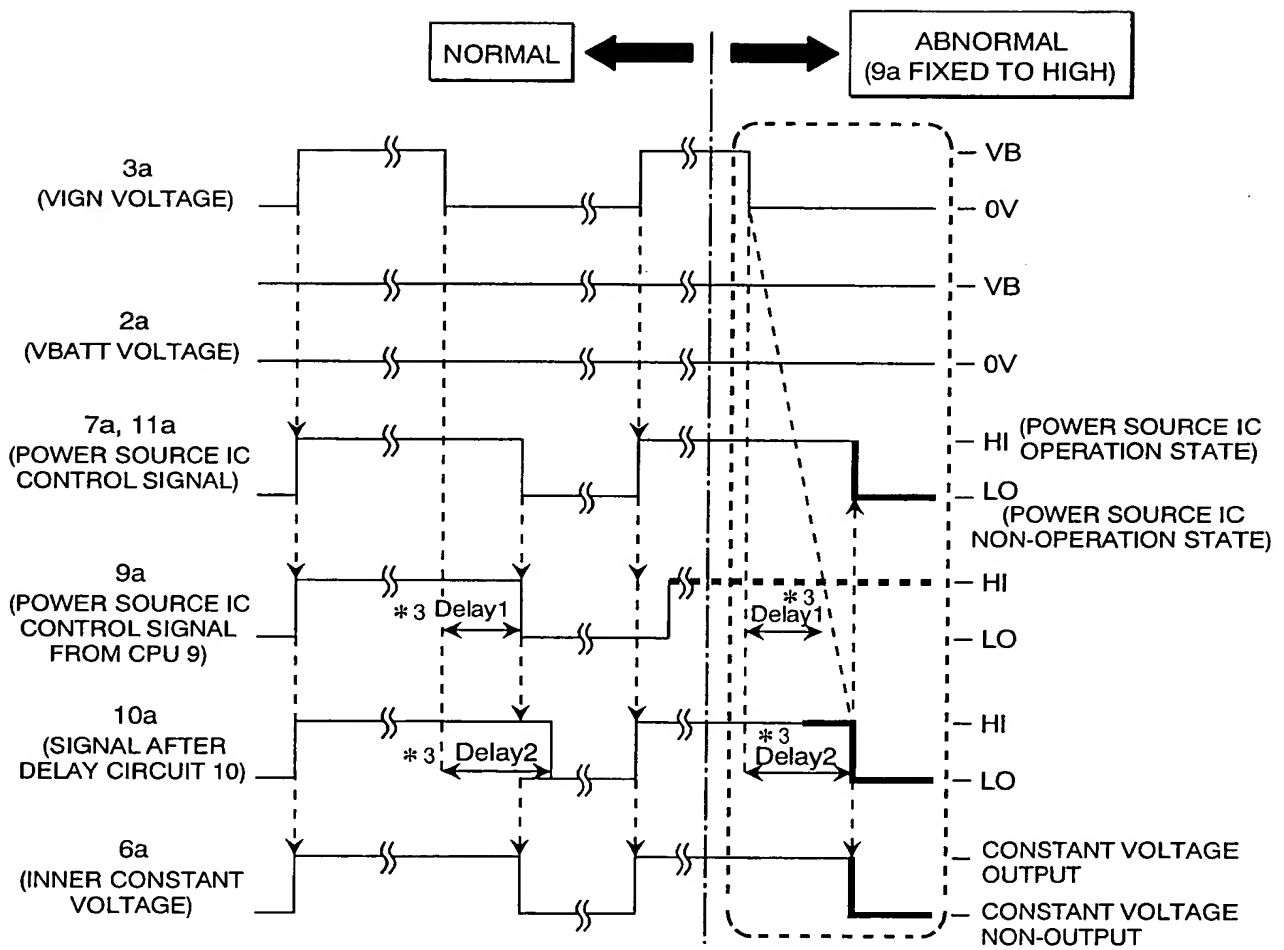 NORMAL
ABNORMAL
(9a FIXED TO HIGH)
3a
(VIGN VOLTAGE)
VB
0V
2a
(VBATT VOLTAGE)
VB
0V
7a, 11a
(POWER SOURCE IC
CONTROL SIGNAL)
HI (POWER SOURCE IC
OPERATION STATE)
LO
(POWER SOURCE IC
NON-OPERATION STATE)
9a
(POWER SOURCE IC
CONTROL SIGNAL
FROM CPU 9)
*3 Delay1
*3
Delay1
HI
LO
10a
(SIGNAL AFTER
DELAY CIRCUIT 10)
*3 Delay2
*3
Delay2
HI
LO
6a
(INNER CONSTANT
VOLTAGE)
CONSTANT VOLTAGE
OUTPUT
CONSTANT VOLTAGE
NON-OUTPUT